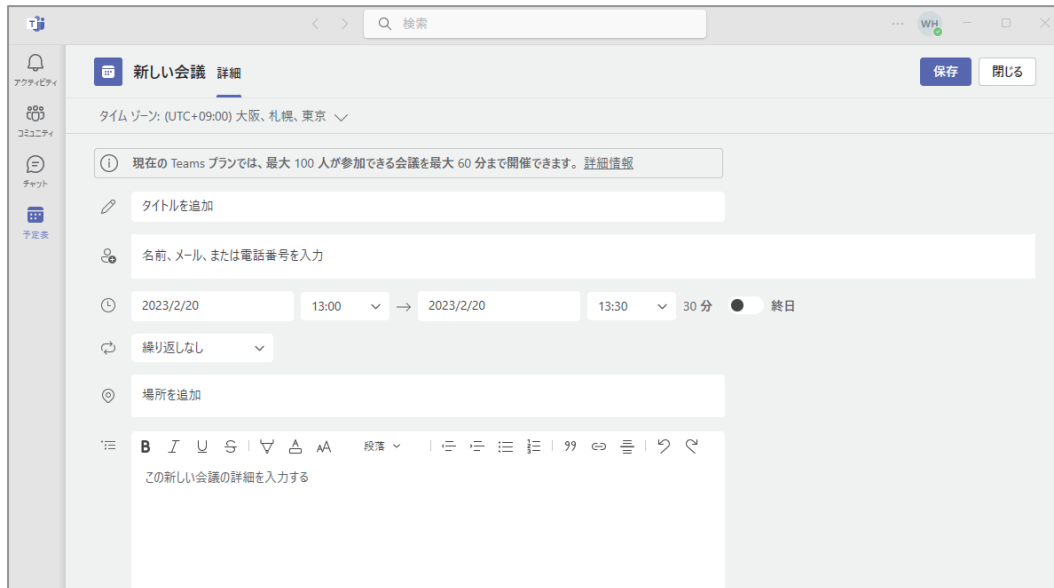 検索
WH
アクティビティ
コミュニティ
チャット
予定表
新しい会議 詳細
保存
閉じる
タイム ゾーン: (UTC+09:00) 大阪、札幌、東京
現在の Teams プランでは、最大 100 人が参加できる会議を最大 60 分まで開催できます。 詳細情報
タイトルを追加
名前、メール、または電話番号を入力
2023/2/20 13:00 → 2023/2/20 13:30 30 分 終日
繰り返しなし
場所を追加
B I U S A AA 段落
この新しい会議の詳細を入力する